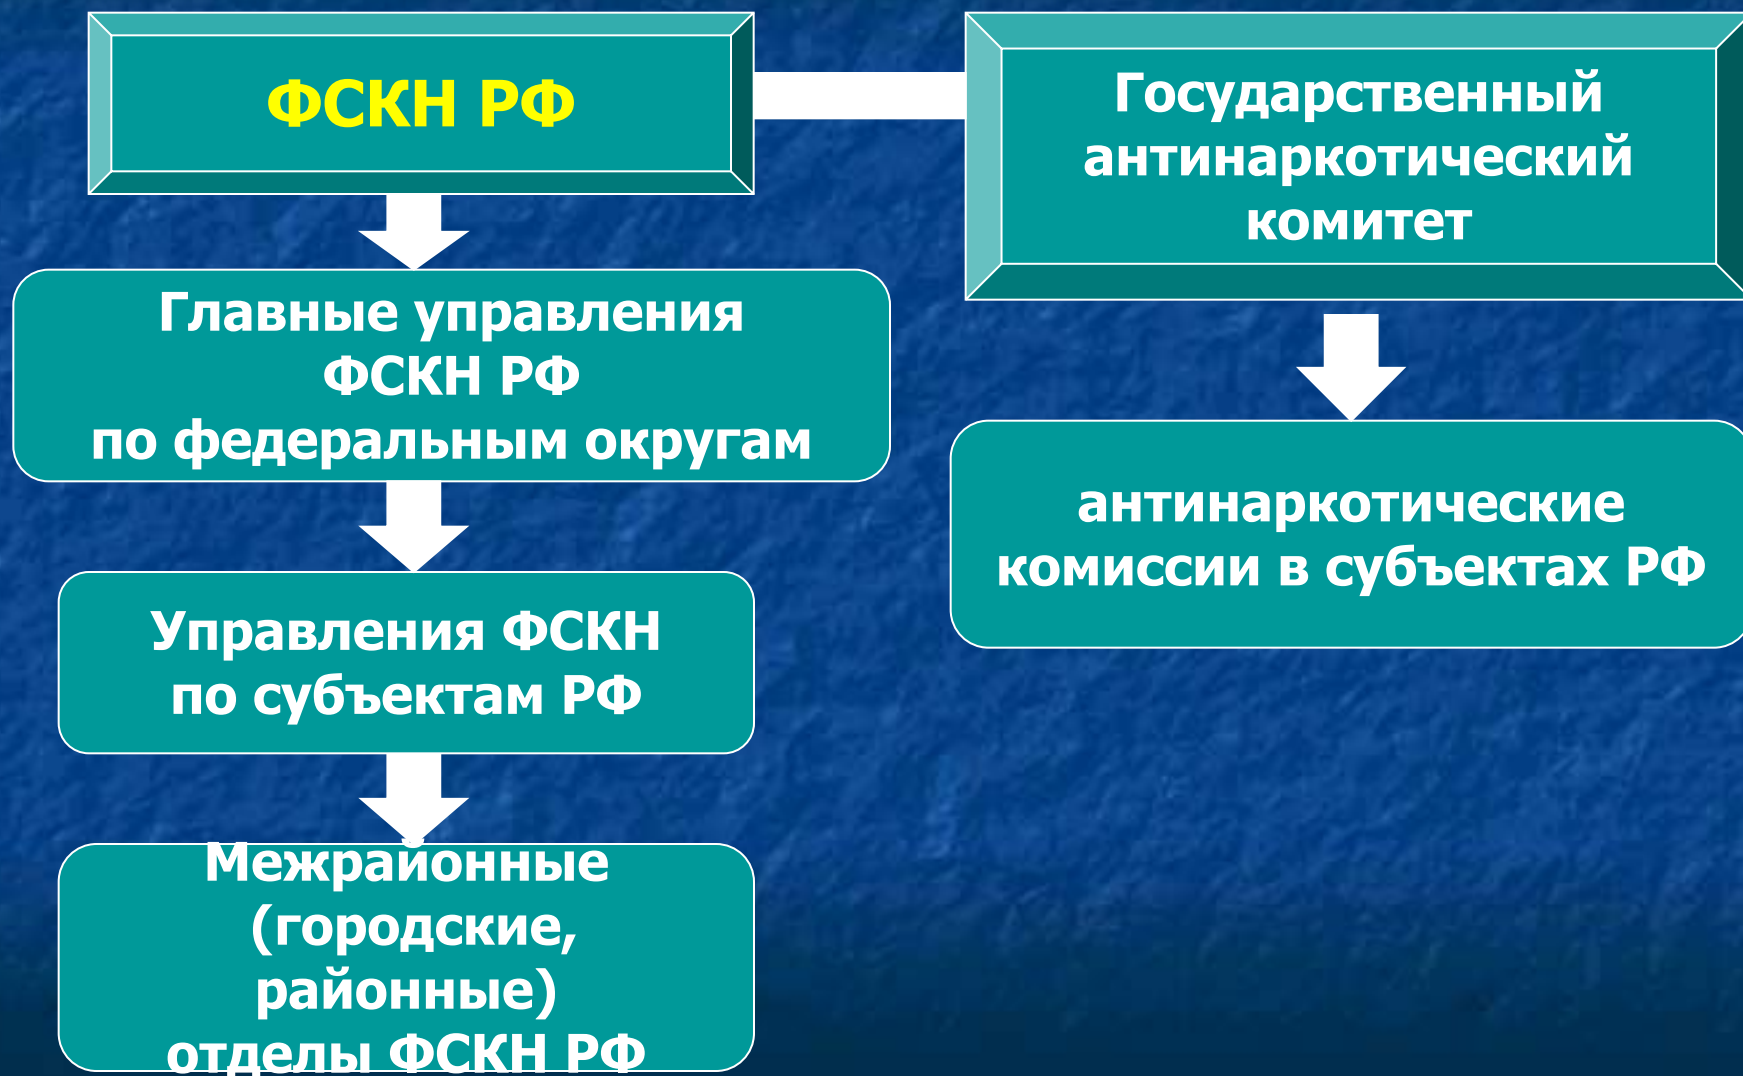 ФСКН РФ
Государственный
антинаркотический
комитет
Главные управления
ФСКН РФ
по федеральным округам
антинаркотические
комиссии в субъектах РФ
Управления ФСКН
по субъектам РФ
Межрайонные
(городские,
районные)
отделы ФСКН РФ